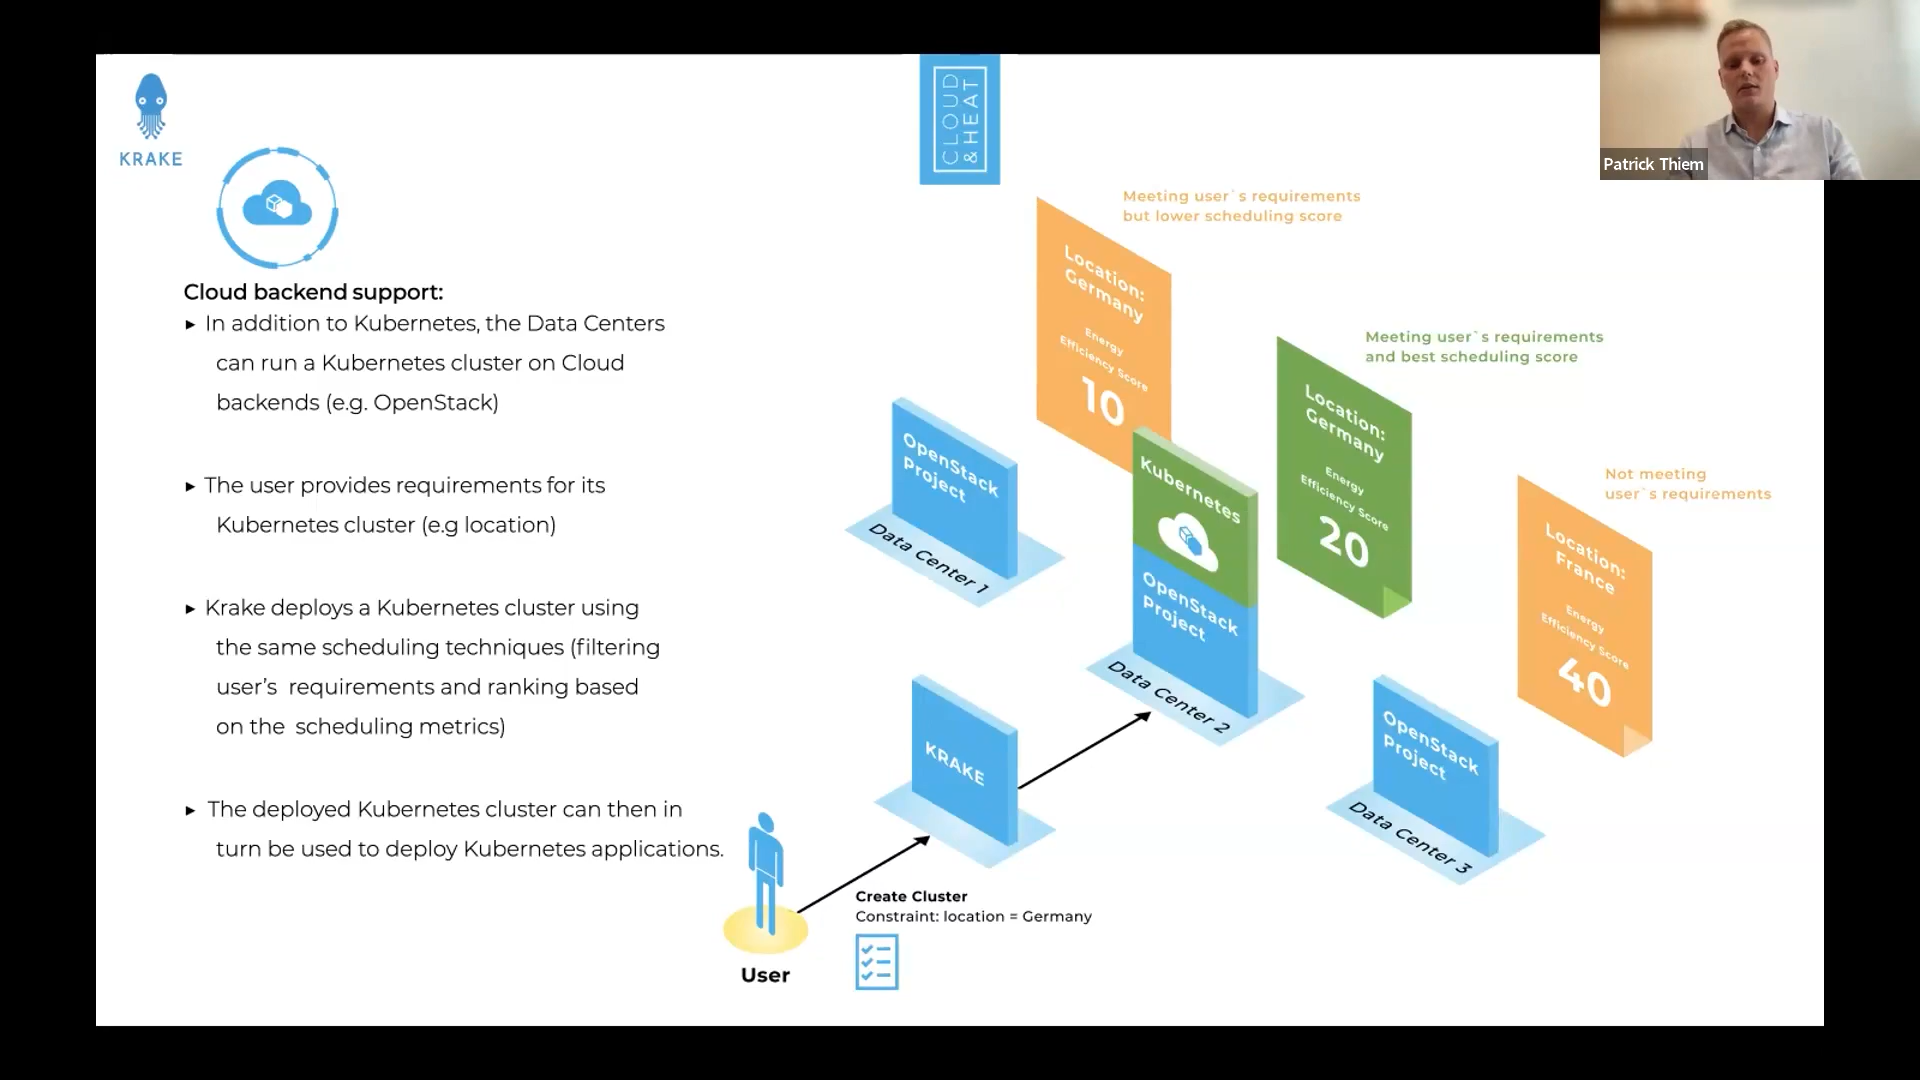 KRAKE
CLOUD
& HEAT
Patrick Thiem
Cloud backend support:
▸ In addition to Kubernetes, the Data Centers
can run a Kubernetes cluster on Cloud
backends (e.g. OpenStack)
▸ The user provides requirements for its
Kubernetes cluster (e.g location)
▸ Krake deploys a Kubernetes cluster using
the same scheduling techniques (filtering
user’s  requirements and ranking based
on the  scheduling metrics)
▸ The deployed Kubernetes cluster can then in
turn be used to deploy Kubernetes applications.
Meeting user`s requirements
but lower scheduling score
Location:
Germany
Energy
Efficiency Score
10
Meeting user`s requirements
and best scheduling score
Location:
Germany
Energy
Efficiency Score
20
Not meeting
user`s requirements
Location:
France
Energy
Efficiency Score
40
OpenStack
Project
Data Center 1
Kubernetes
OpenStack
Project
Data Center 2
OpenStack
Project
Data Center 3
KRAKE
Create Cluster
Constraint: location = Germany
User